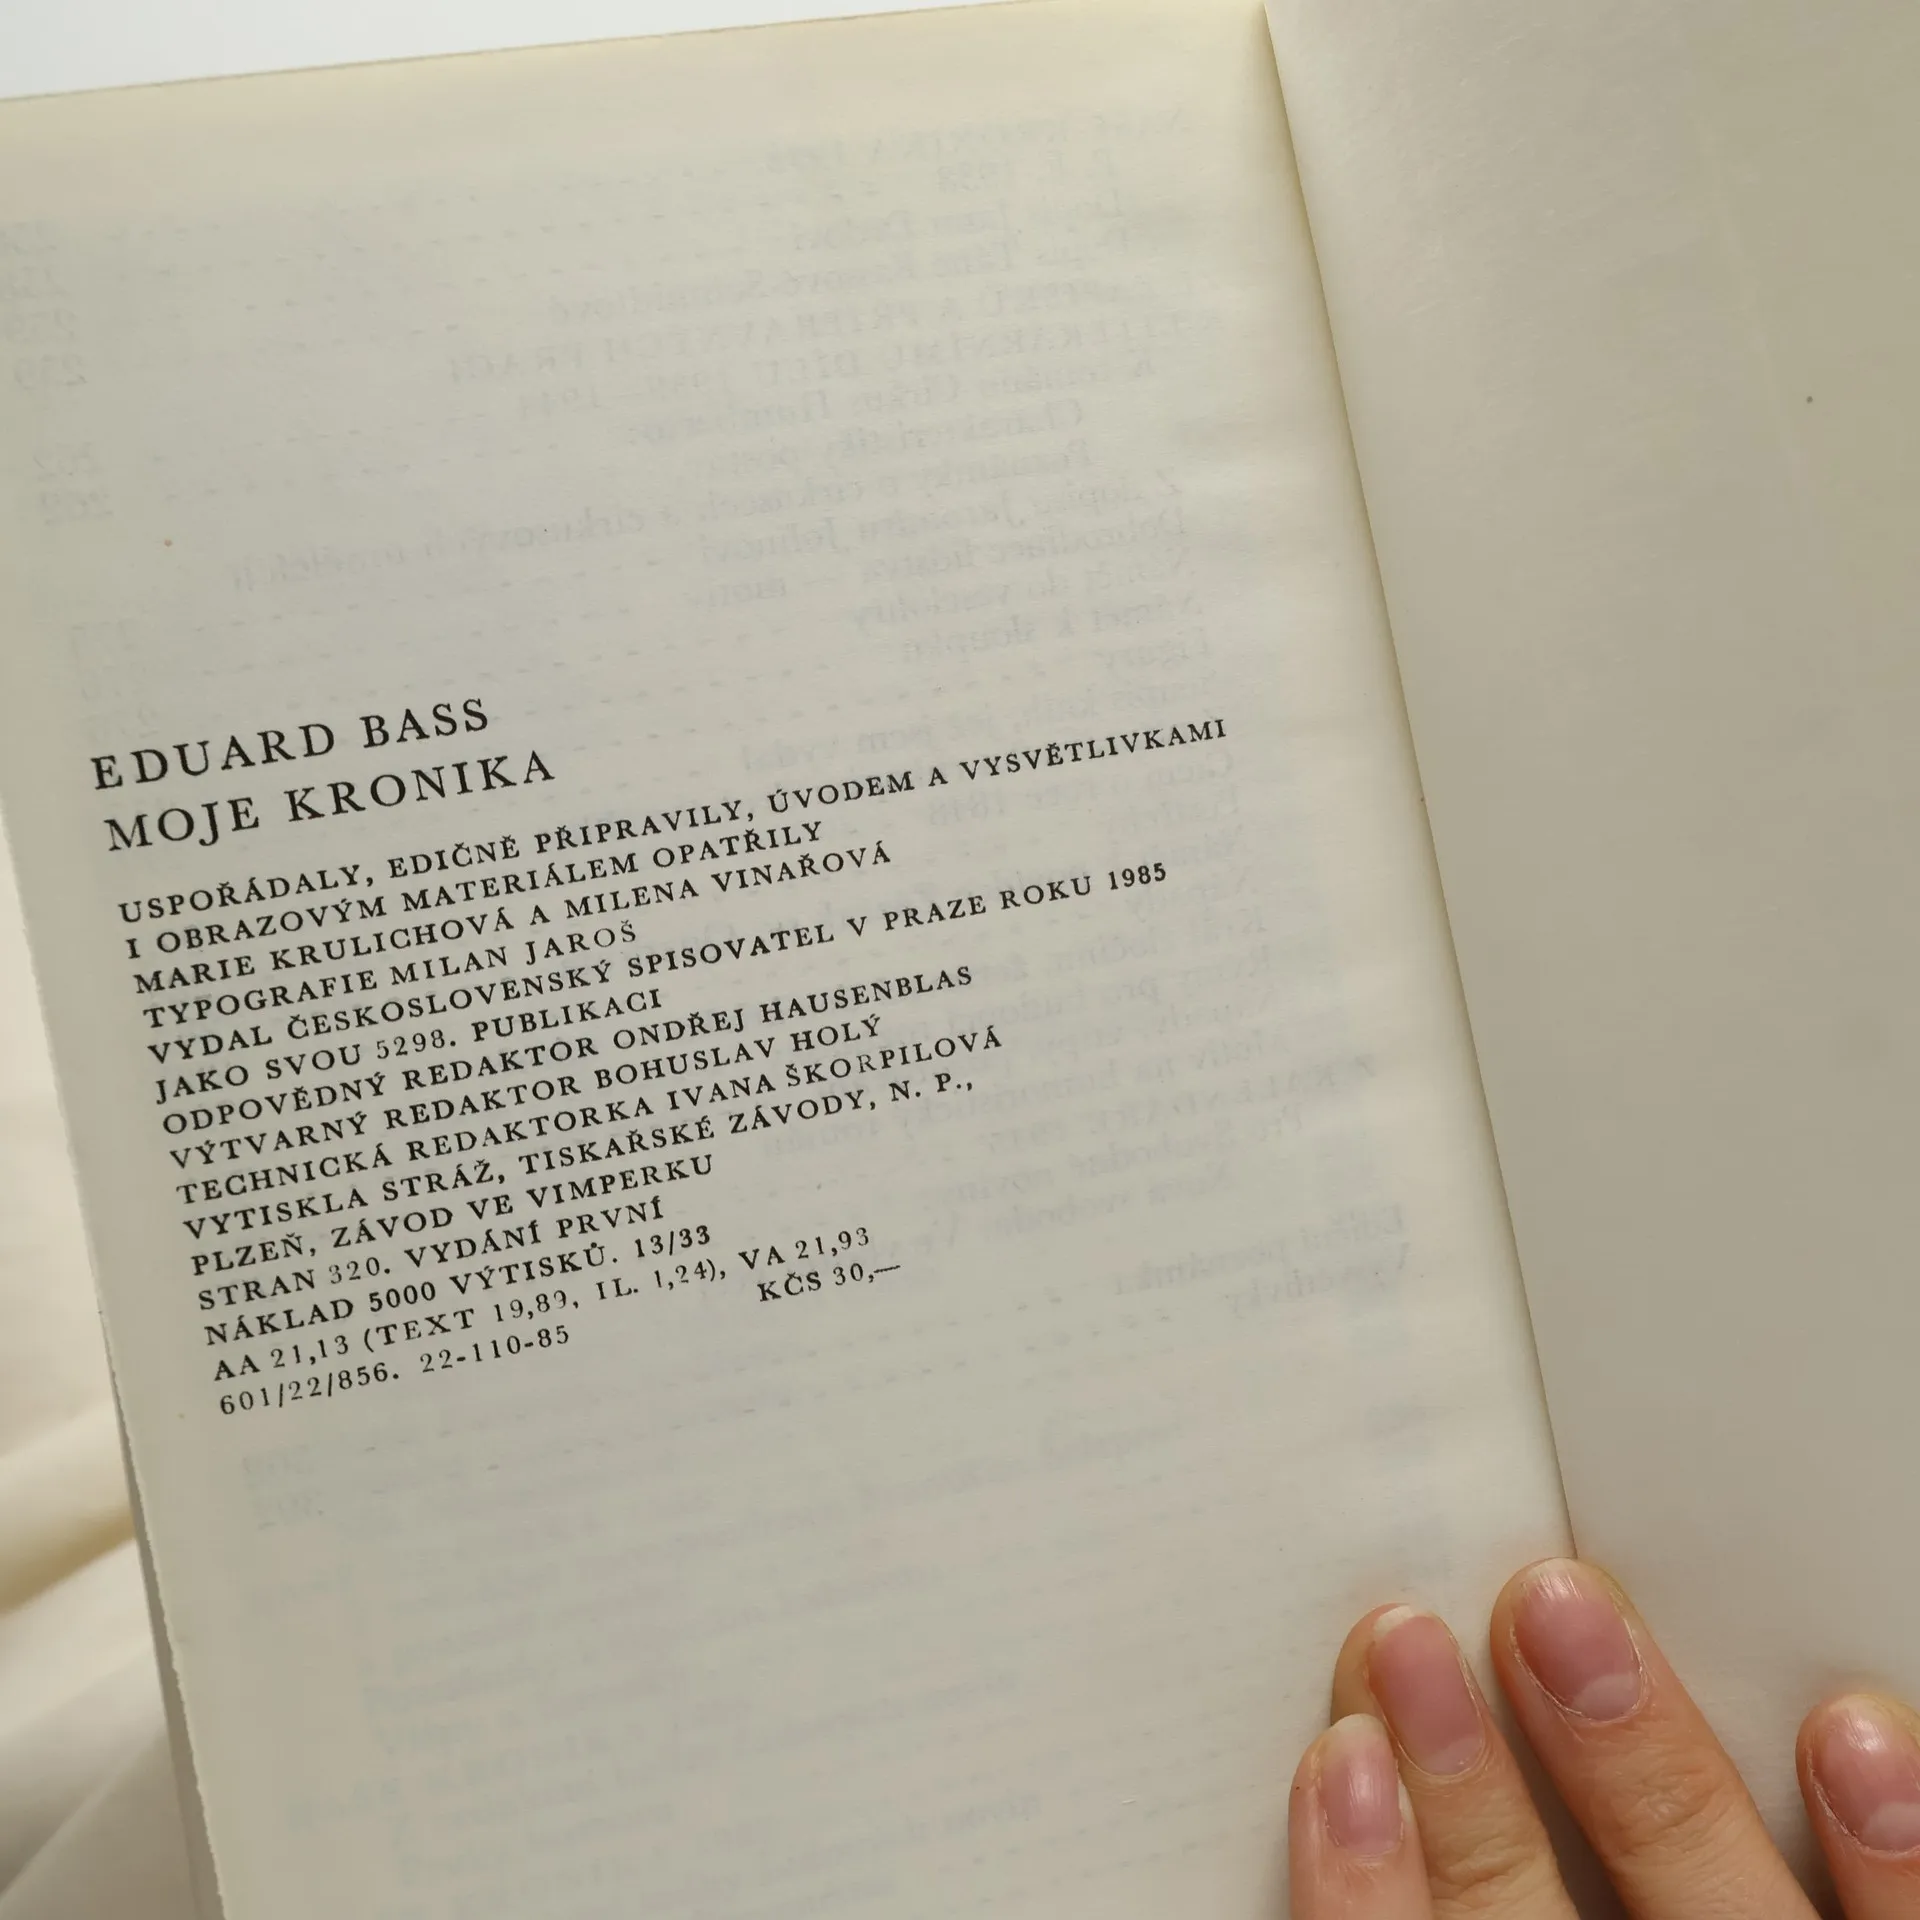 EDUARD BASS
MOJE KRONIKA
USPOŘÁDALY, EDIČNĚ PŘIPRAVILY, ÚVODEM A VYSVĚTLIVKAMI
I OBRAZOVÝM MATERIÁLEM OPATŘILY
MARIE KRULICHOVÁ A MILENA VINAŘOVÁ
TYPOGRAFIE MILAN JAROŠ
VYDAL ČESKOSLOVENSKÝ SPISOVATEL V PRAZE ROKU 1985
JAKO SVOU 5298. PUBLIKACI
ODPOVĚDNÝ REDAKTOR ONDŘEJ HAUSENBLAS
VÝTVARNÝ REDAKTOR BOHUSLAV HOLÝ
TECHNICKÁ REDAKTORKA IVANA ŠKORPILOVÁ
VYTISKLA STRÁŽ, TISKAŘSKÉ ZÁVODY, N. P.,
PLZEŇ, ZÁVOD VE VIMPERKU
STRAN 320. VYDÁNÍ PRVNÍ
NÁKLAD 5000 VÝTISKŮ. 13/33
AA 21,13 (TEXT 19,89, IL. 1,24), VA 21,93
601/22/856. 22-110-85 KČS 30,—